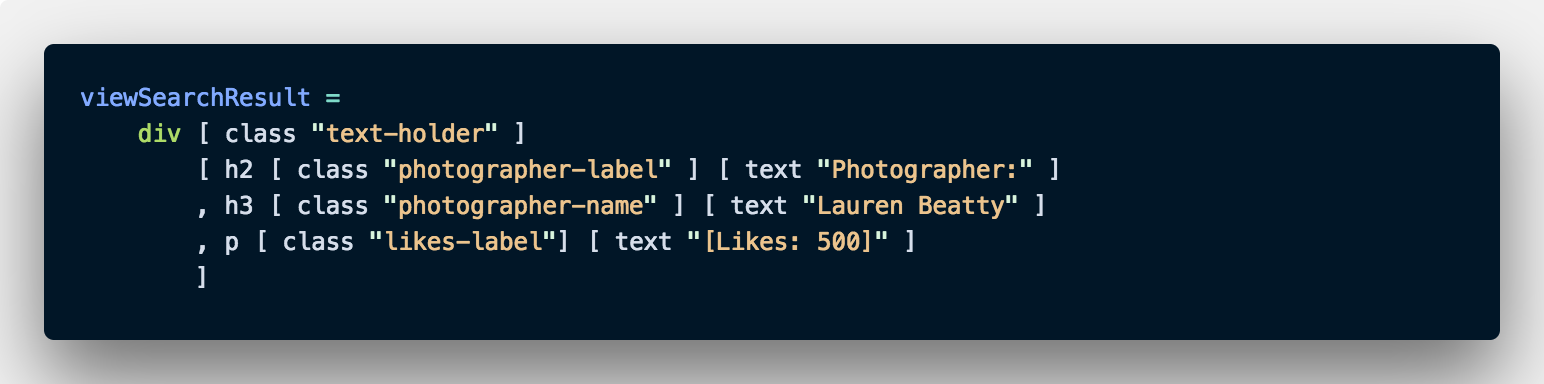 viewSearchResult =
    div [ class "text-holder" ]
        [ h2 [ class "photographer-label" ] [ text "Photographer:" ]
        , h3 [ class "photographer-name" ] [ text "Lauren Beatty" ]
        , p [ class "likes-label"] [ text "[Likes: 500]" ]
        ]